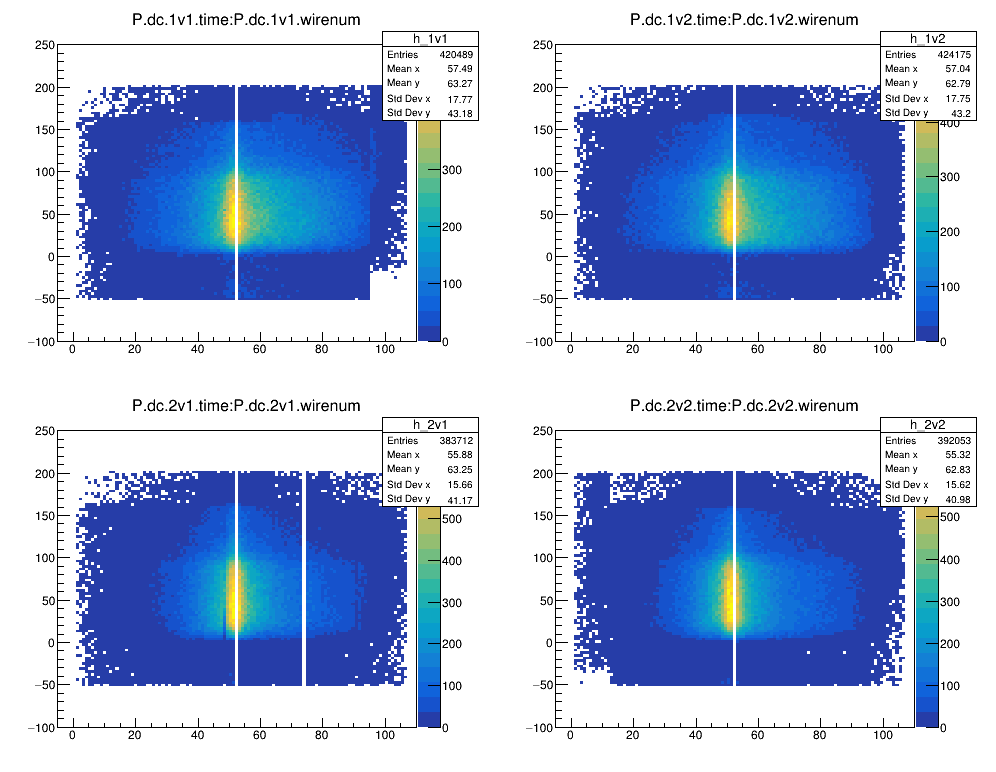 P.dc.1v1.time:P.dc.1v1.wirenum
h_1v1
Entries 420489
Mean x 57.49
Mean y 63.27
Std Dev x 17.77
Std Dev y 43.18
250
200
150
100
50
0
−50
−100
0 20 40 60 80 100
300
200
100
0
P.dc.1v2.time:P.dc.1v2.wirenum
h_1v2
Entries 424175
Mean x 57.04
Mean y 62.79
Std Dev x 17.75
Std Dev y 43.2
250
200
150
100
50
0
−50
−100
0 20 40 60 80 100
400
300
200
100
0
P.dc.2v1.time:P.dc.2v1.wirenum
h_2v1
Entries 383712
Mean x 55.88
Mean y 63.25
Std Dev x 15.66
Std Dev y 41.17
250
200
150
100
50
0
−50
−100
0 20 40 60 80 100
500
400
300
200
100
0
P.dc.2v2.time:P.dc.2v2.wirenum
h_2v2
Entries 392053
Mean x 55.32
Mean y 62.83
Std Dev x 15.62
Std Dev y 40.98
250
200
150
100
50
0
−50
−100
0 20 40 60 80 100
500
400
300
200
100
0